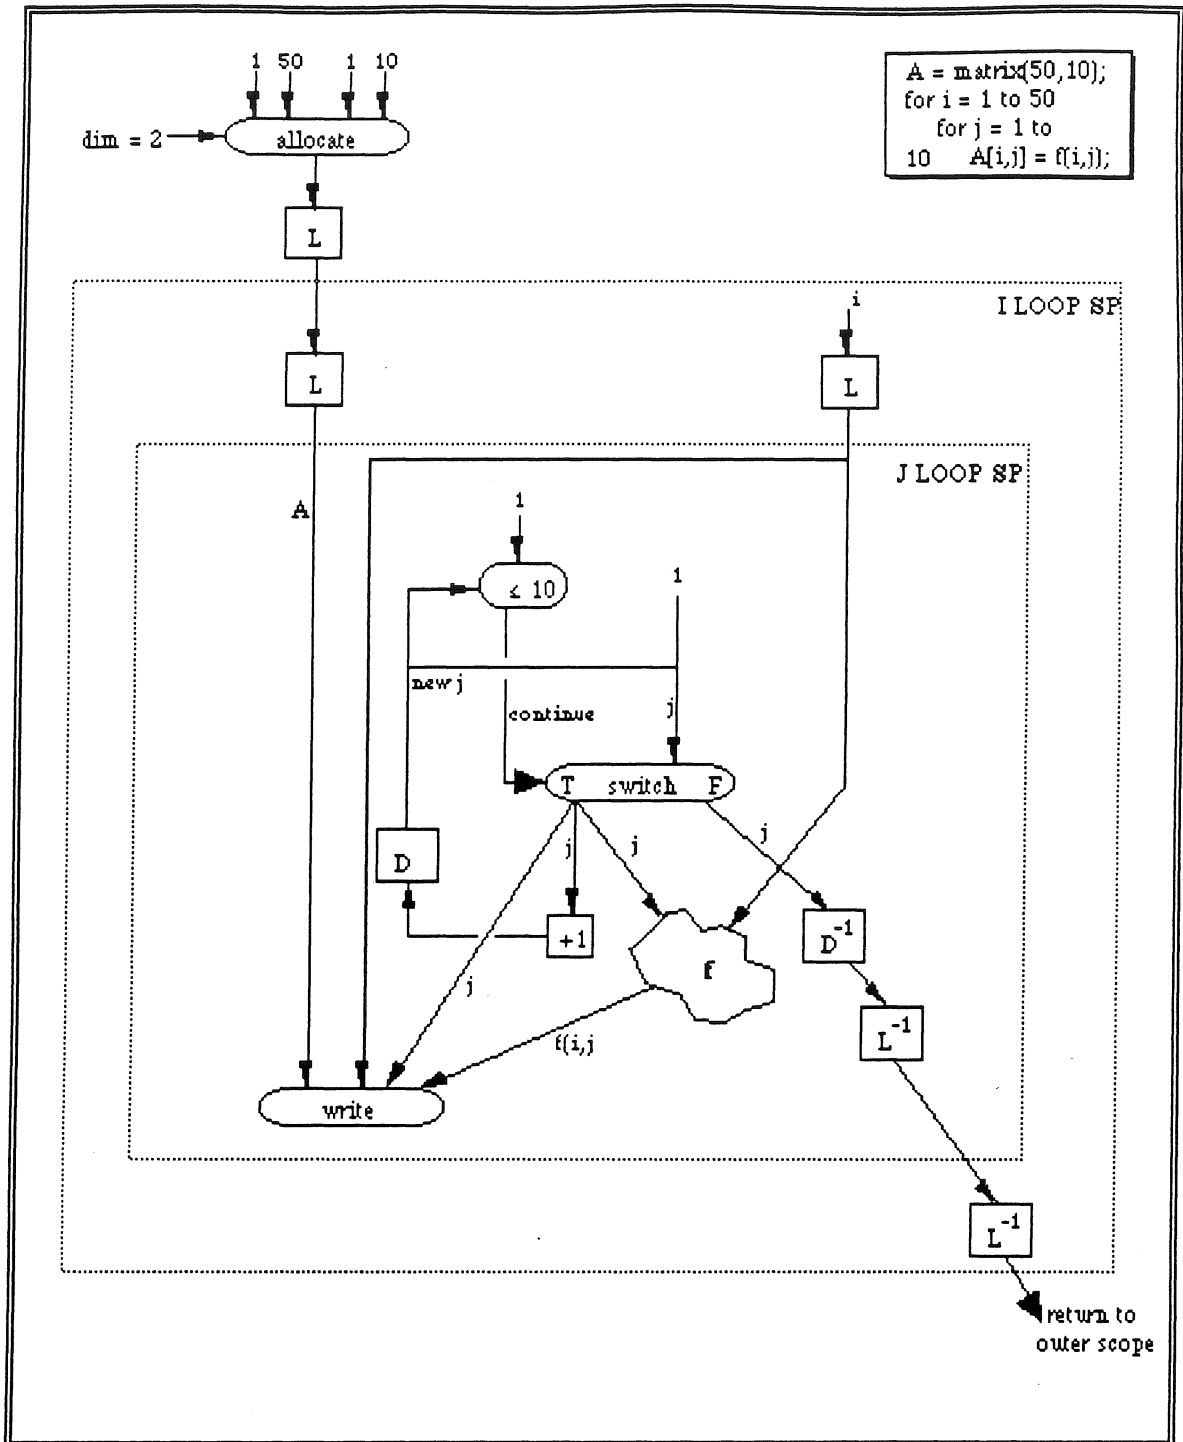 1 50 1 10
A = matrix(50,10);
for i = 1 to 50
for j = 1 to
10 A[i,j] = f(i,j);
dim = 2
allocate
L
I LOOP SP
i
L
L
J LOOP SP
A
1
≤ 10
1
new j
continue
j
T switch F
D
j
j
j
+1
f
D-1
j
f(i,j
L-1
write
L-1
return to
outer scope